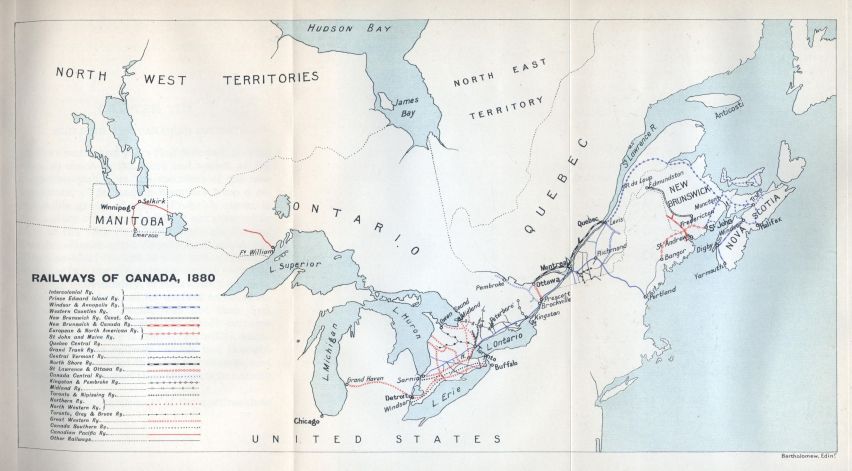 HUDSON BAY
NORTH WEST TERRITORIES
NORTH EAST
TERRITORY
James
Bay
Anticosti
St Lawrence R
QUEBEC
ONTARIO
Winnipeg
Selkirk
MANITOBA
Emerson
Ft. William
L. Superior
R. du Loup
Edmundston
NEW
BRUNSWICK
Moncton
Fredericton
St John
St Andrews
Bangor
Digby
Windsor
Truro
Halifax
NOVA SCOTIA
Yarmouth
Portland
Quebec
Levis
Richmond
Montreal
Ottawa
Pembroke
Prescott
Brockville
Kingston
Peterboro
Owen
Sound
Midland
L. Huron
L. Michigan
L. Ontario
Toronto
Buffalo
L. Erie
Sarnia
Grand Haven
Detroit
Windsor
Chicago
UNITED STATES
RAILWAYS OF CANADA, 1880
Intercolonial Ry.
Prince Edward Island Ry.
Windsor & Annapolis Ry.
Western Counties Ry.
New Brunswick Ry. Const. Co.
New Brunswick & Canada Ry.
European & North American Ry.
St John and Maine Ry.
Quebec Central Ry.
Grand Trunk Ry.
Central Vermont Ry.
North Shore Ry.
St Lawrence & Ottawa Ry.
Canada Central Ry.
Kingston & Pembroke Ry.
Midland Ry.
Toronto & Nipissing Ry.
Northern Ry.
North Western Ry.
Toronto, Grey & Bruce Ry.
Great Western Ry.
Canada Southern Ry.
Canadian Pacific Ry.
Other Railways
Bartholomew, Edinr